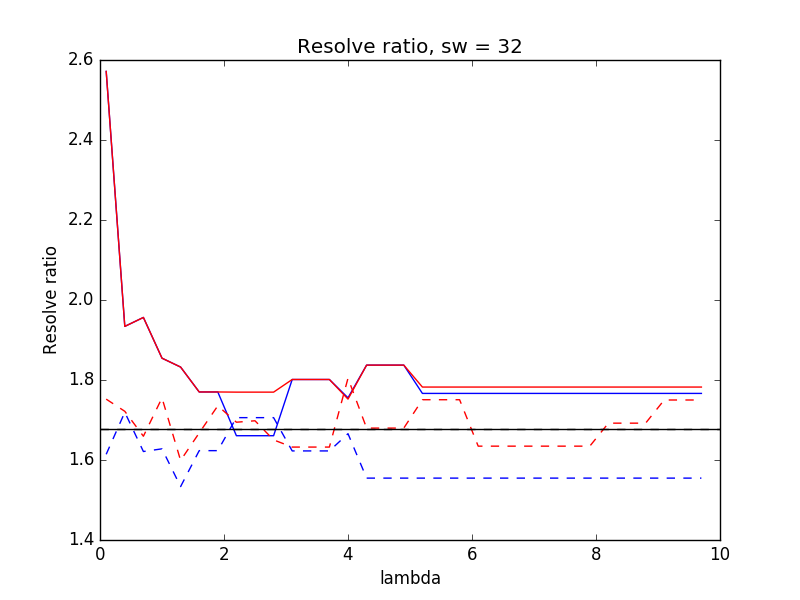 Resolve ratio, sw = 32
2.6
2.4
2.2
2.0
1.8
1.6
1.4
Resolve ratio
0 2 4 6 8 10
lambda